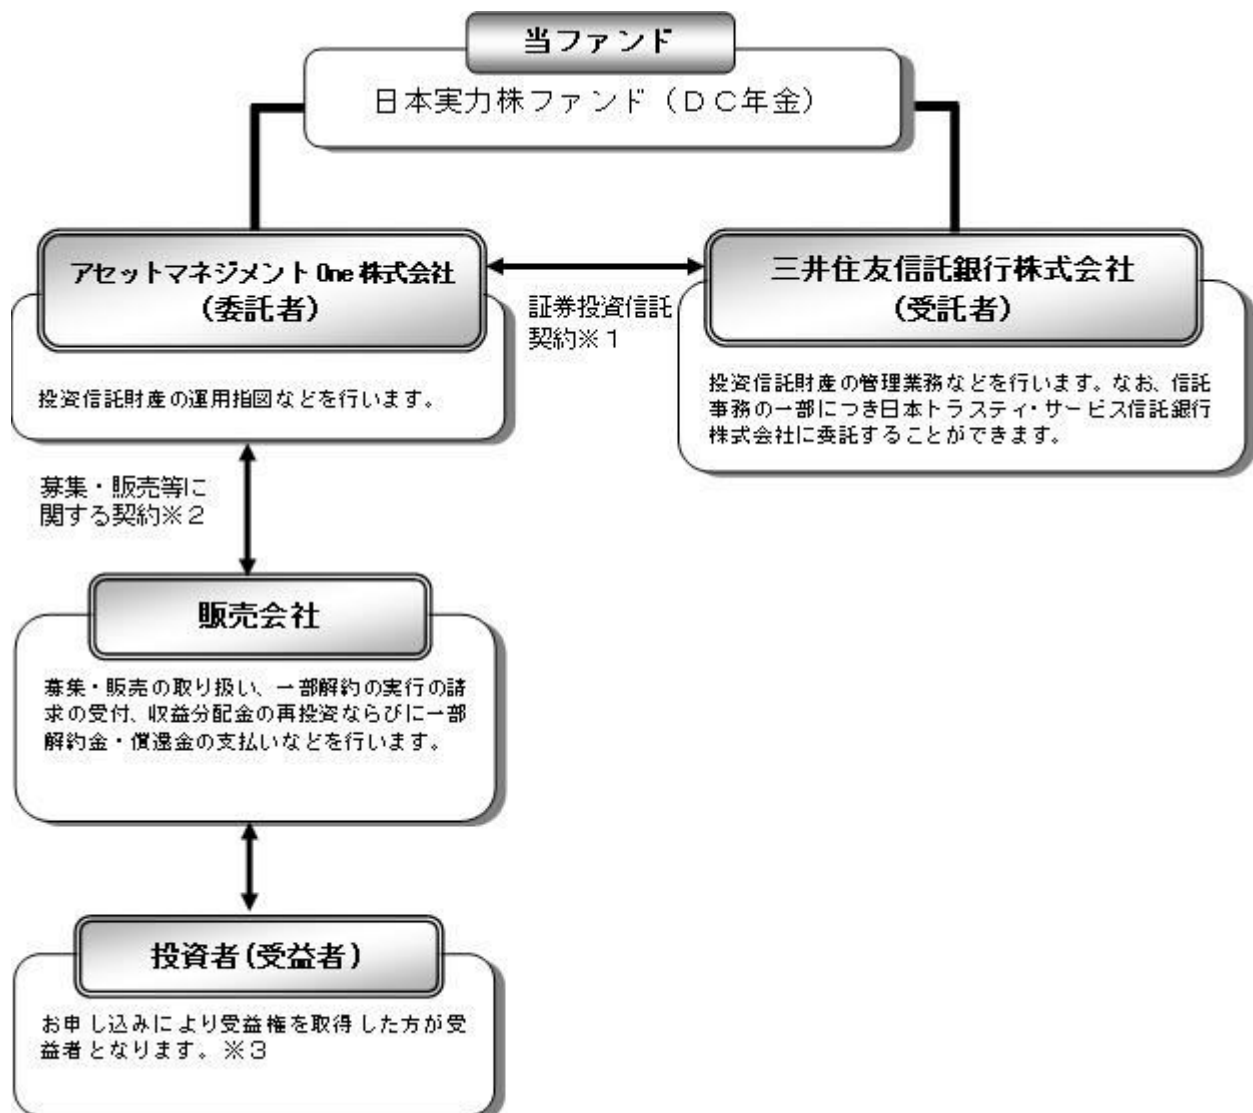 当ファンド
日本実力株ファンド（ＤＣ年金）
アセットマネジメントOne株式会社
（委託者）
投資信託財産の運用指図などを行います。
証券投資信託
契約※１
三井住友信託銀行株式会社
（受託者）
投資信託財産の管理業務などを行います。なお、信託
事務の一部につき日本トラスティ・サービス信託銀行
株式会社に委託することができます。
募集・販売等に
関する契約※２
販売会社
募集・販売の取り扱い、一部解約の実行の請
求の受付、収益分配金の再投資ならびに一部
解約金・償還金の支払いなどを行います。
投資者(受益者)
お申し込みにより受益権を取得した方が受
益者となります。※３